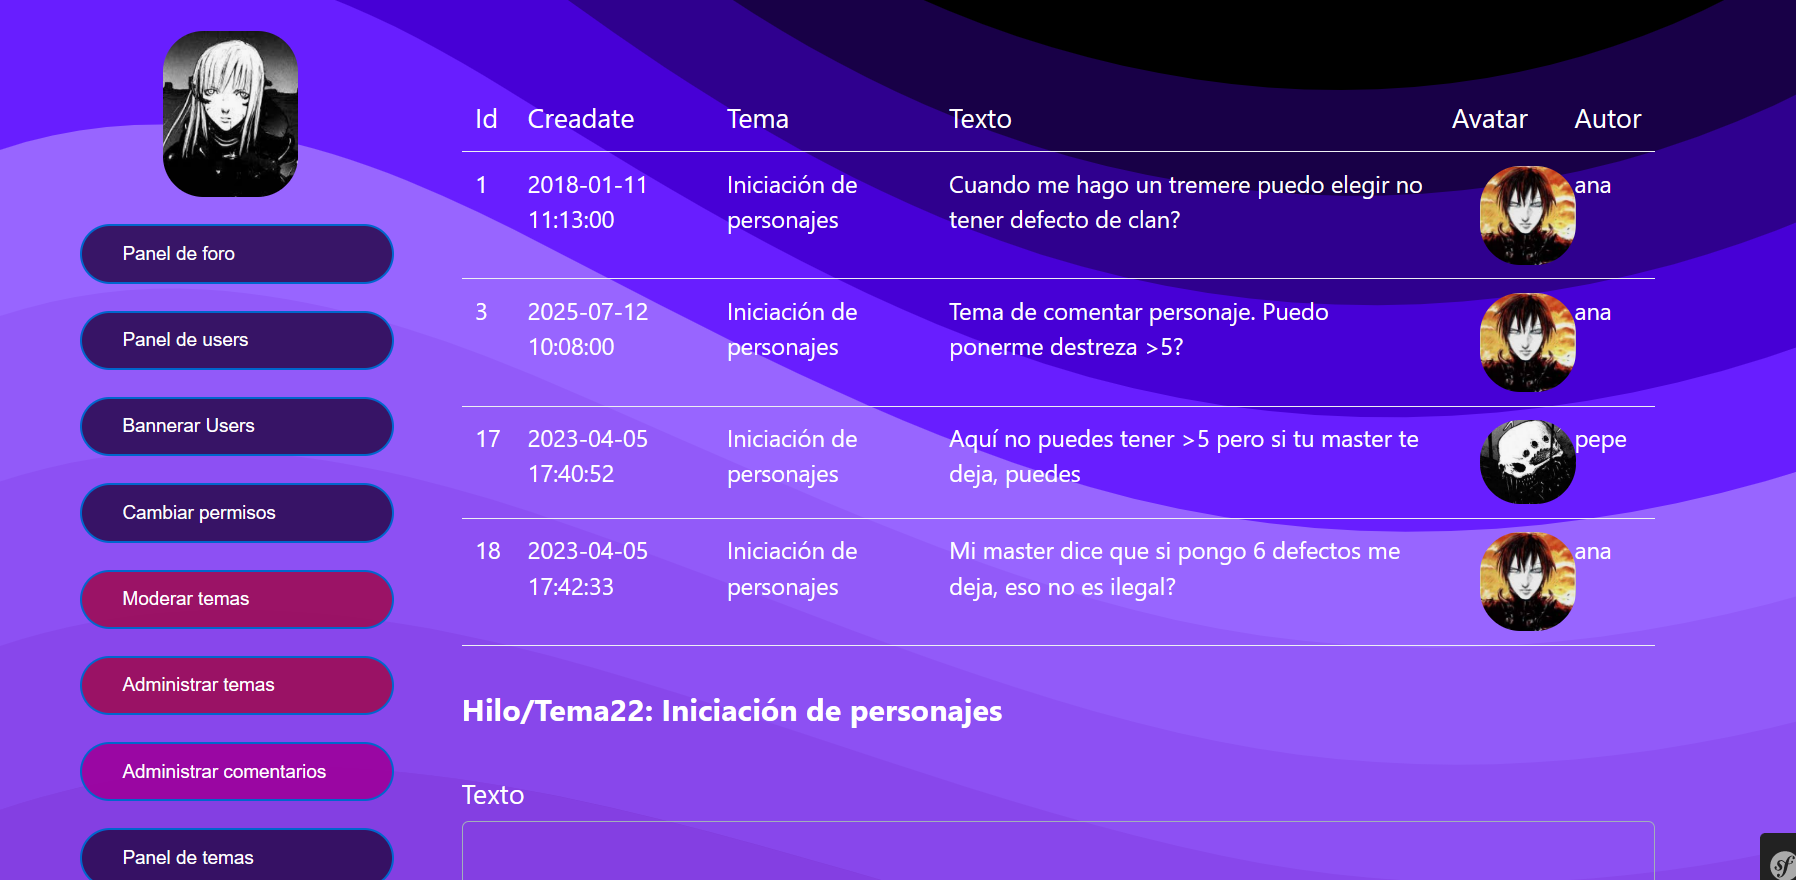 Panel de foro
Panel de users
Bannerar Users
Cambiar permisos
Moderar temas
Administrar temas
Administrar comentarios
Panel de temas
Id Creadate Tema Texto Avatar Autor
1 2018-01-11 Iniciación de Cuando me hago un tremere puedo elegir no ana
11:13:00 personajes tener defecto de clan?
3 2025-07-12 Iniciación de Tema de comentar personaje. Puedo ana
10:08:00 personajes ponerme destreza >5?
17 2023-04-05 Iniciación de Aquí no puedes tener >5 pero si tu master te pepe
17:40:52 personajes deja, puedes
18 2023-04-05 Iniciación de Mi master dice que si pongo 6 defectos me ana
17:42:33 personajes deja, eso no es ilegal?
Hilo/Tema22: Iniciación de personajes
Texto
sf